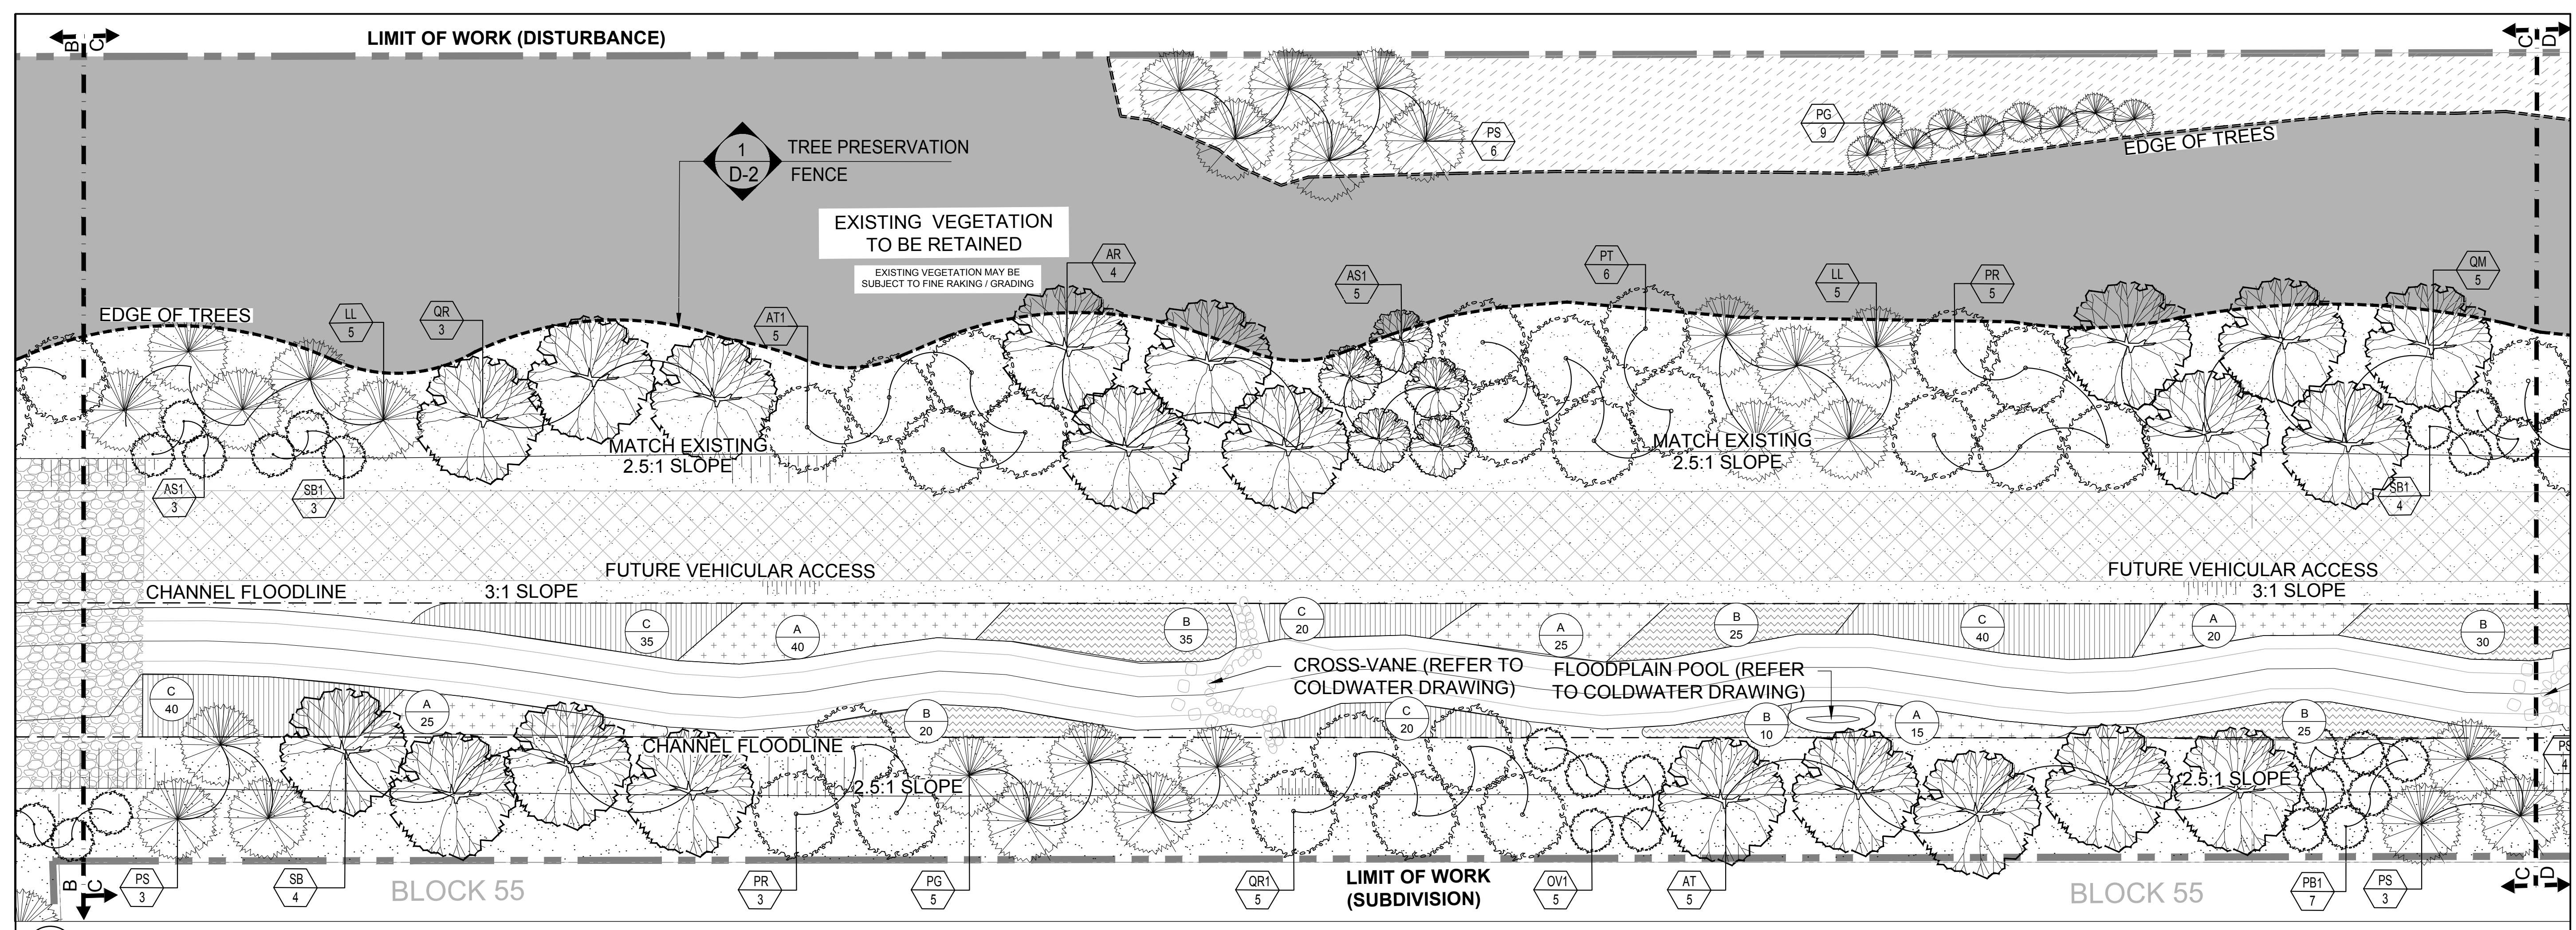 LIMIT OF WORK (DISTURBANCE)
B
C
C
D
1
D-2
TREE PRESERVATION
FENCE
PS
6
PG
9
EDGE OF TREES
EXISTING VEGETATION
TO BE RETAINED
EXISTING VEGETATION MAY BE
SUBJECT TO FINE RAKING / GRADING
EDGE OF TREES
LL
5
QR
3
AT1
5
AR
4
AS1
5
PT
6
LL
5
PR
5
QM
5
MATCH EXISTING
2.5:1 SLOPE
MATCH EXISTING
2.5:1 SLOPE
AS1
3
SB1
3
SB1
4
FUTURE VEHICULAR ACCESS
FUTURE VEHICULAR ACCESS
CHANNEL FLOODLINE
3:1 SLOPE
3:1 SLOPE
C
35
A
40
B
35
C
20
A
25
B
25
C
40
A
20
B
30
CROSS-VANE (REFER TO
COLDWATER DRAWING)
FLOODPLAIN POOL (REFER
TO COLDWATER DRAWING)
C
40
A
25
B
20
C
20
B
10
A
15
B
25
CHANNEL FLOODLINE
2.5:1 SLOPE
2.5:1 SLOPE
PS
4
B
C
PS
3
SB
4
BLOCK 55
PR
3
PG
5
QR1
5
LIMIT OF WORK
(SUBDIVISION)
OV1
5
AT
5
BLOCK 55
PB1
7
PS
3
C
D